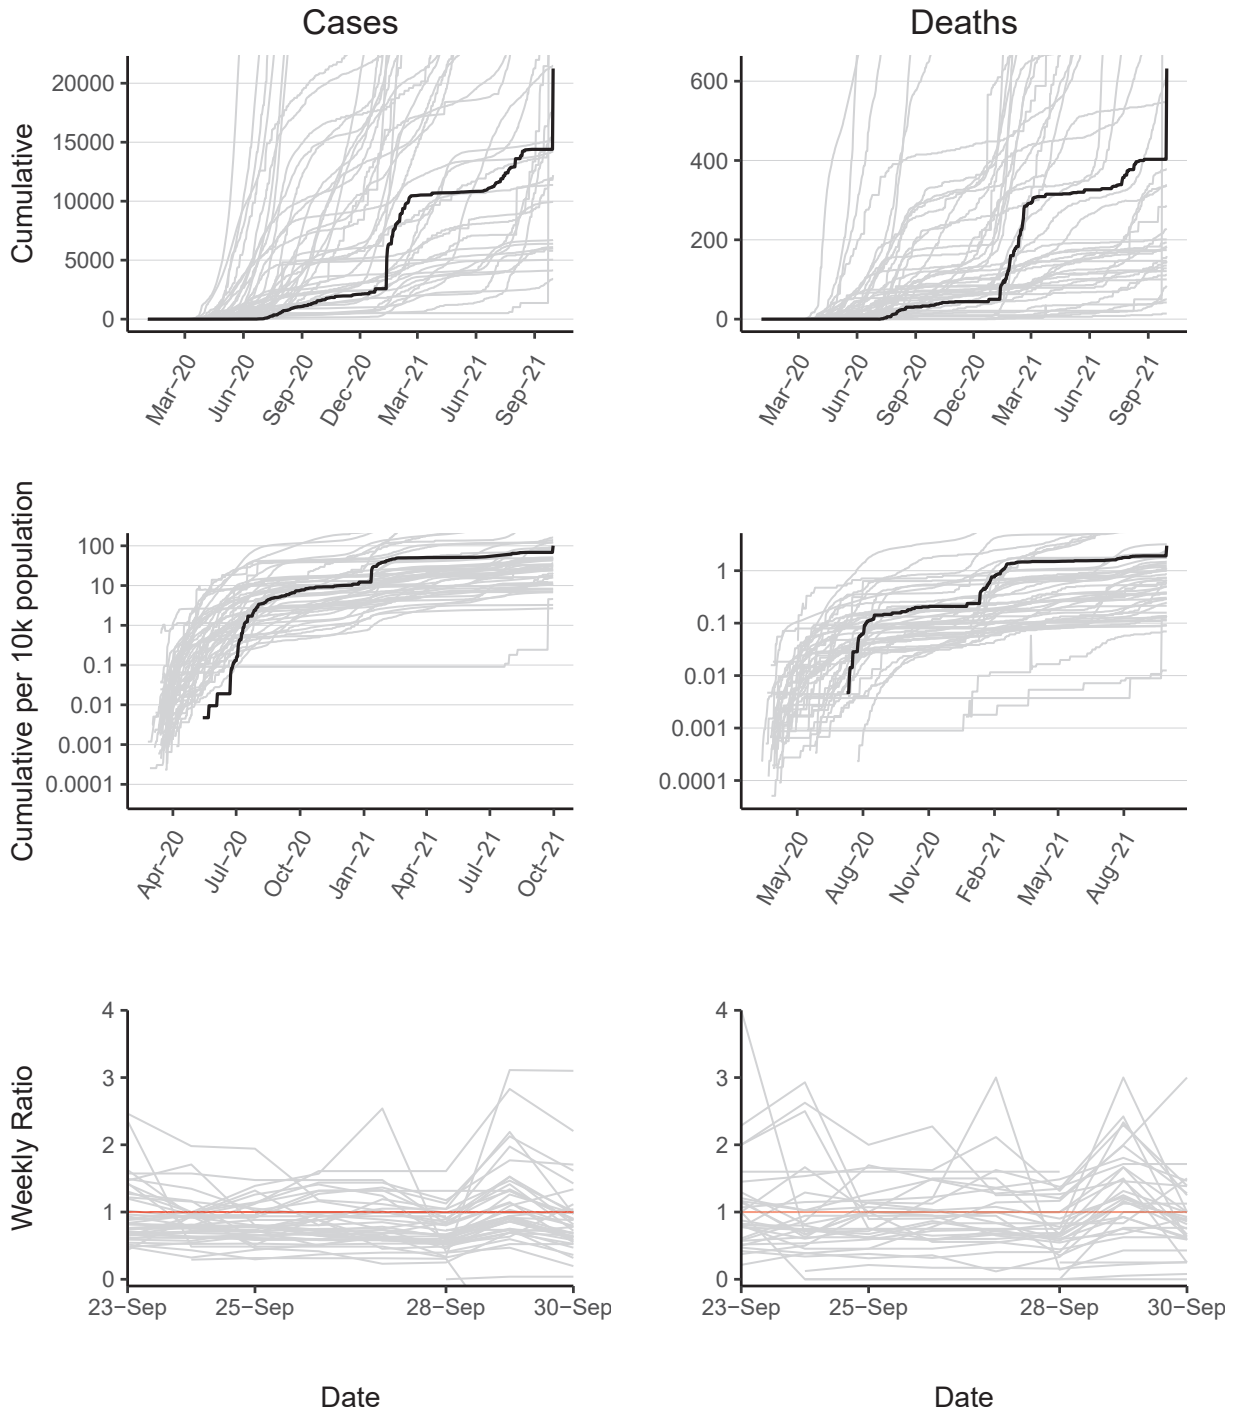 Cases
Deaths
Cumulative
20000
15000
10000
5000
0
Mar−20
Jun−20
Sep−20
Dec−20
Mar−21
Jun−21
Sep−21
600
400
200
0
Mar−20
Jun−20
Sep−20
Dec−20
Mar−21
Jun−21
Sep−21
Cumulative per 10k population
100
10
1
0.1
0.01
0.001
0.0001
Apr−20
Jul−20
Oct−20
Jan−21
Apr−21
Jul−21
Oct−21
1
0.1
0.01
0.001
0.0001
May−20
Aug−20
Nov−20
Feb−21
May−21
Aug−21
Weekly Ratio
4
3
2
1
0
23−Sep
25−Sep
28−Sep
30−Sep
4
3
2
1
0
23−Sep
25−Sep
28−Sep
30−Sep
Date
Date